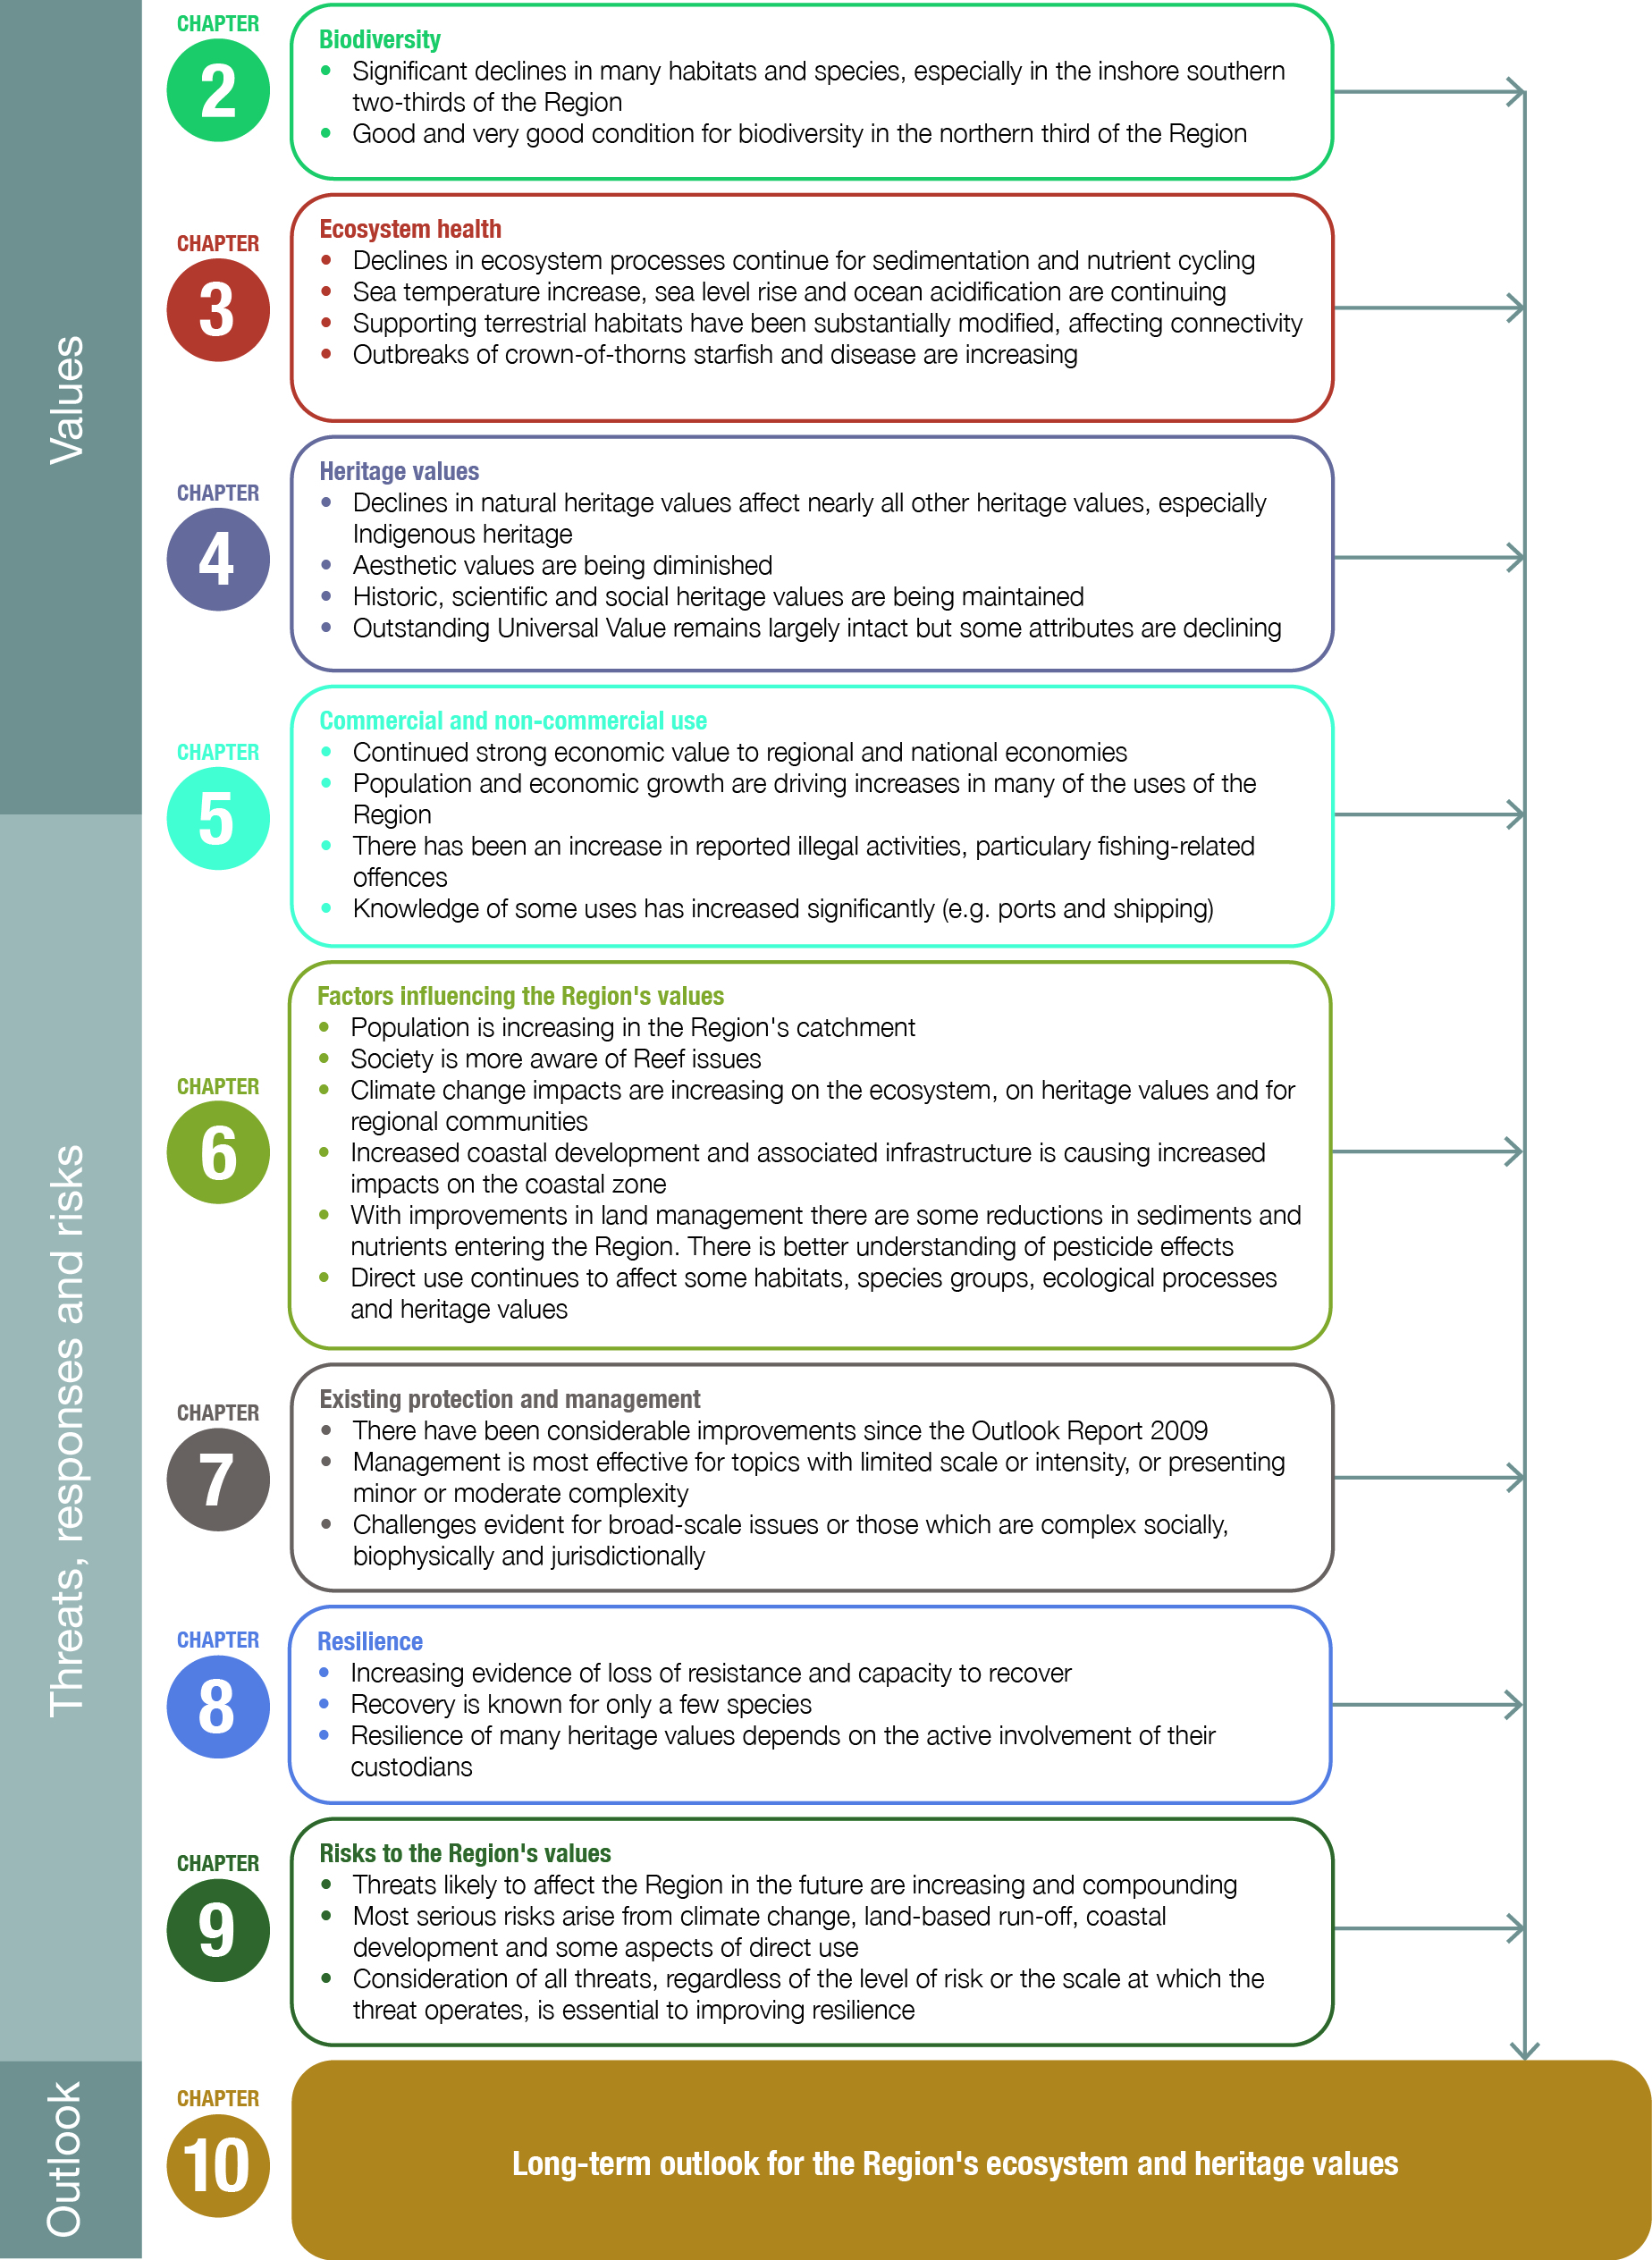 Values
CHAPTER
2
Biodiversity
• Significant declines in many habitats and species, especially in the inshore southern
two-thirds of the Region
• Good and very good condition for biodiversity in the northern third of the Region
CHAPTER
3
Ecosystem health
• Declines in ecosystem processes continue for sedimentation and nutrient cycling
• Sea temperature increase, sea level rise and ocean acidification are continuing
• Supporting terrestrial habitats have been substantially modified, affecting connectivity
• Outbreaks of crown-of-thorns starfish and disease are increasing
CHAPTER
4
Heritage values
• Declines in natural heritage values affect nearly all other heritage values, especially
Indigenous heritage
• Aesthetic values are being diminished
• Historic, scientific and social heritage values are being maintained
• Outstanding Universal Value remains largely intact but some attributes are declining
Threats, responses and risks
CHAPTER
5
Commercial and non-commercial use
• Continued strong economic value to regional and national economies
• Population and economic growth are driving increases in many of the uses of the
Region
• There has been an increase in reported illegal activities, particulary fishing-related
offences
• Knowledge of some uses has increased significantly (e.g. ports and shipping)
CHAPTER
6
Factors influencing the Region's values
• Population is increasing in the Region's catchment
• Society is more aware of Reef issues
• Climate change impacts are increasing on the ecosystem, on heritage values and for
regional communities
• Increased coastal development and associated infrastructure is causing increased
impacts on the coastal zone
• With improvements in land management there are some reductions in sediments and
nutrients entering the Region. There is better understanding of pesticide effects
• Direct use continues to affect some habitats, species groups, ecological processes
and heritage values
CHAPTER
7
Existing protection and management
• There have been considerable improvements since the Outlook Report 2009
• Management is most effective for topics with limited scale or intensity, or presenting
minor or moderate complexity
• Challenges evident for broad-scale issues or those which are complex socially,
biophysically and jurisdictionally
CHAPTER
8
Resilience
• Increasing evidence of loss of resistance and capacity to recover
• Recovery is known for only a few species
• Resilience of many heritage values depends on the active involvement of their
custodians
CHAPTER
9
Risks to the Region's values
• Threats likely to affect the Region in the future are increasing and compounding
• Most serious risks arise from climate change, land-based run-off, coastal
development and some aspects of direct use
• Consideration of all threats, regardless of the level of risk or the scale at which the
threat operates, is essential to improving resilience
Outlook
CHAPTER
10
Long-term outlook for the Region's ecosystem and heritage values